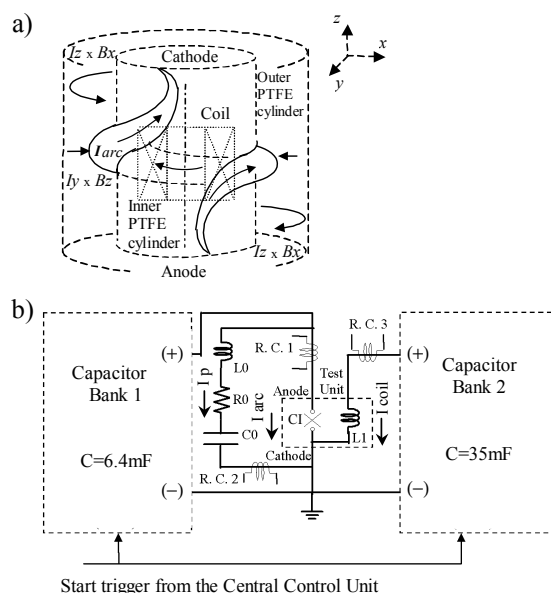 a)
z
x
y
Iz x Bx
Cathode
Outer
PTFE
cylinder
Coil
Iarc
Iy x Bz
Inner
PTFE
cylinder
Iz x Bx
Anode
b)
R. C. 3
(+)
L0
R. C. 1
(+)
Capacitor
Bank 1
I p
Test
Unit
Capacitor
Bank 2
R0
I arc
Anode
CI
I coil
C=6.4mF
C0
L1
C=35mF
Cathode
R. C. 2
(−)
(−)
Start trigger from the Central Control Unit